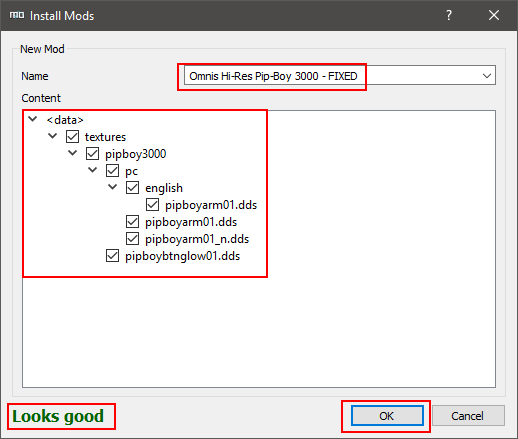 Install Mods
New Mod
Name
Omnis Hi-Res Pip-Boy 3000 - FIXED
Content
<data>
textures
pipboy3000
pc
english
pipboyarm01.dds
pipboyarm01.dds
pipboyarm01_n.dds
pipboybtnglow01.dds
Looks good
OK
Cancel